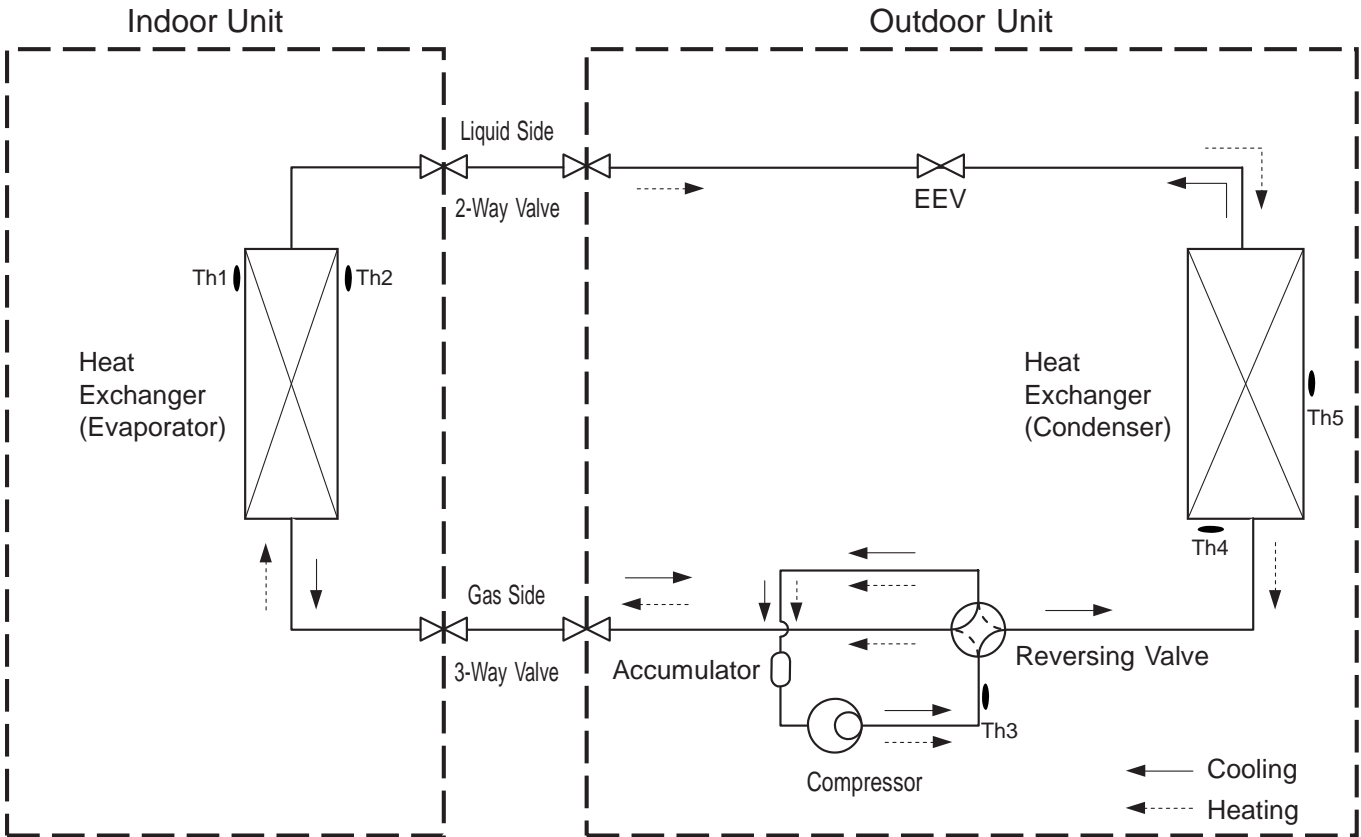 Indoor Unit
Outdoor Unit
Liquid Side
2-Way Valve
EEV
Th1
Th2
Heat
Exchanger
(Evaporator)
Heat
Exchanger
(Condenser)
Th5
Th4
Gas Side
3-Way Valve
Accumulator
Reversing Valve
Th3
Compressor
Cooling
Heating